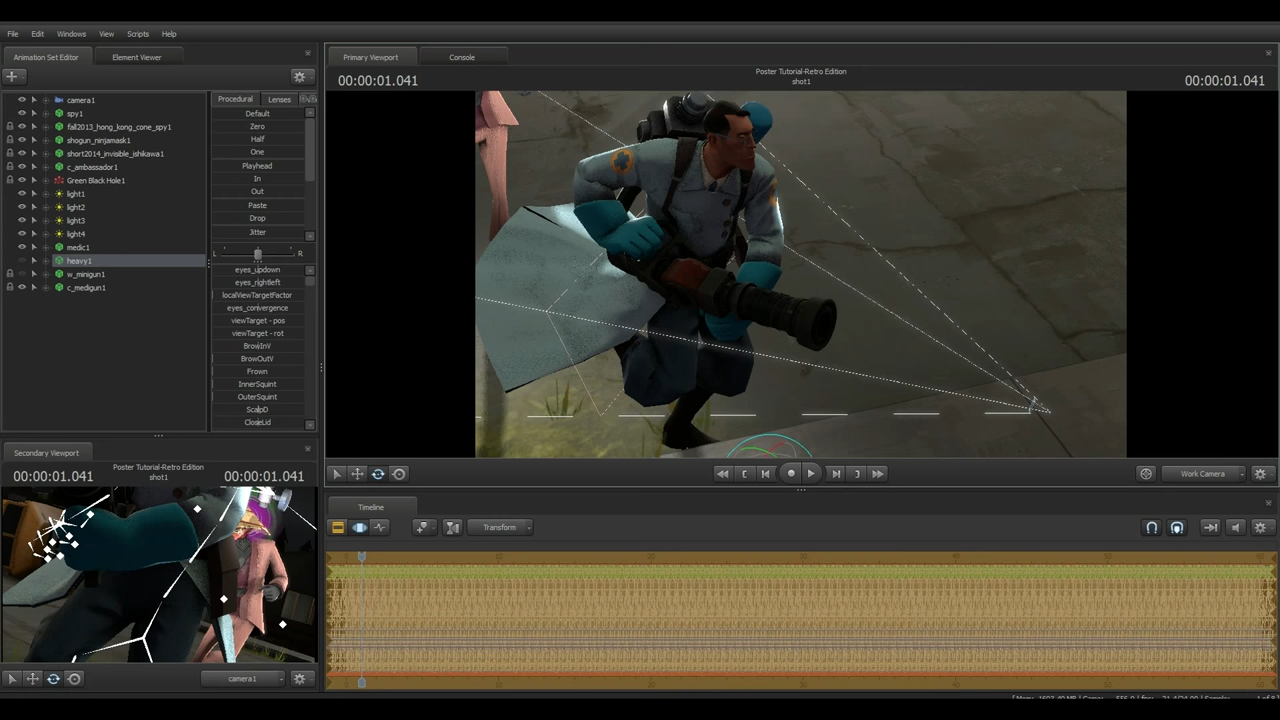 File Edit Windows View Scripts Help
Animation Set Editor Element Viewer
Primary Viewport Console
00:00:01.041 Poster Tutorial-Retro Edition 00:00:01.041
shot1
camera1
spy1
fall2013_hong_kong_cone_spy1
shogun_ninjamask1
short2014_invisible_ishikawa1
c_ambassador1
Green Black Hole1
light1
light2
light3
light4
medic1
heavy1
w_minigun1
c_medigun1
Procedural Lenses
Default
Zero
Half
One
Playhead
In
Out
Paste
Drop
Jitter
L R
eyes_updown
eyes_rightleft
localViewTargetFactor
eyes_convergence
viewTarget - pos
viewTarget - rot
BrowInV
BrowOutV
Frown
InnerSquint
OuterSquint
ScalpD
CloseLid
Work Camera
Secondary Viewport
00:00:01.041 Poster Tutorial-Retro Edition 00:00:01.041
shot1
camera1
Timeline
Transform